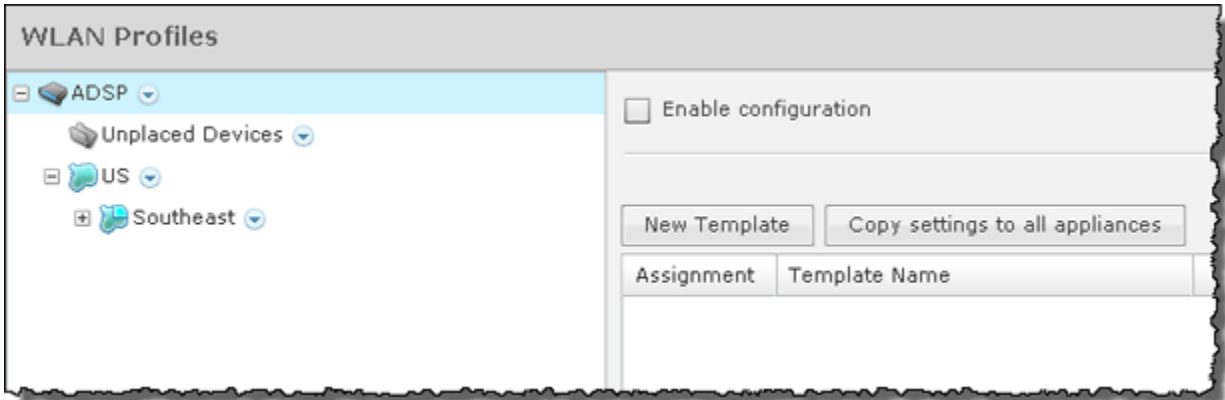 WLAN Profiles
ADSP
Unplaced Devices
US
Southeast
Enable configuration
New Template
Copy settings to all appliances
Assignment
Template Name